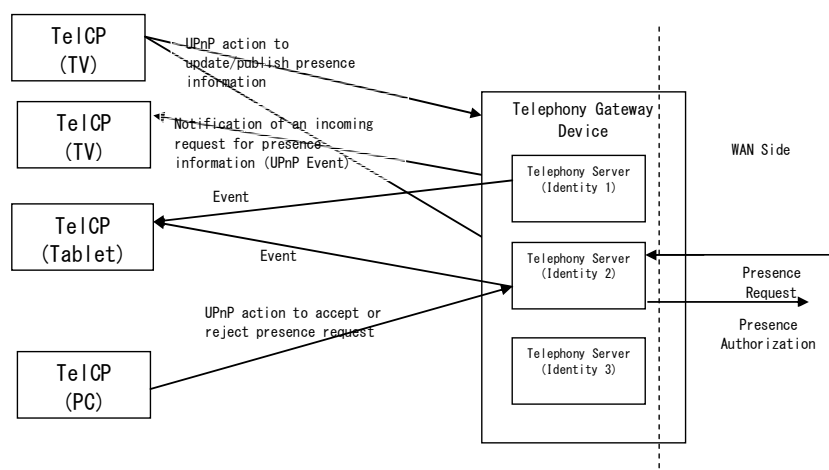 TelCP
(TV)
UPnP action to
update/publish presence
information
TelCP
(TV)
Notification of an incoming
request for presence
information (UPnP Event)
Telephony Gateway
Device
WAN Side
Telephony Server
(Identity 1)
Event
TelCP
(Tablet)
Event
Telephony Server
(Identity 2)
Presence
Request
UPnP action to accept or
reject presence request
Presence
Authorization
Telephony Server
(Identity 3)
TelCP
(PC)